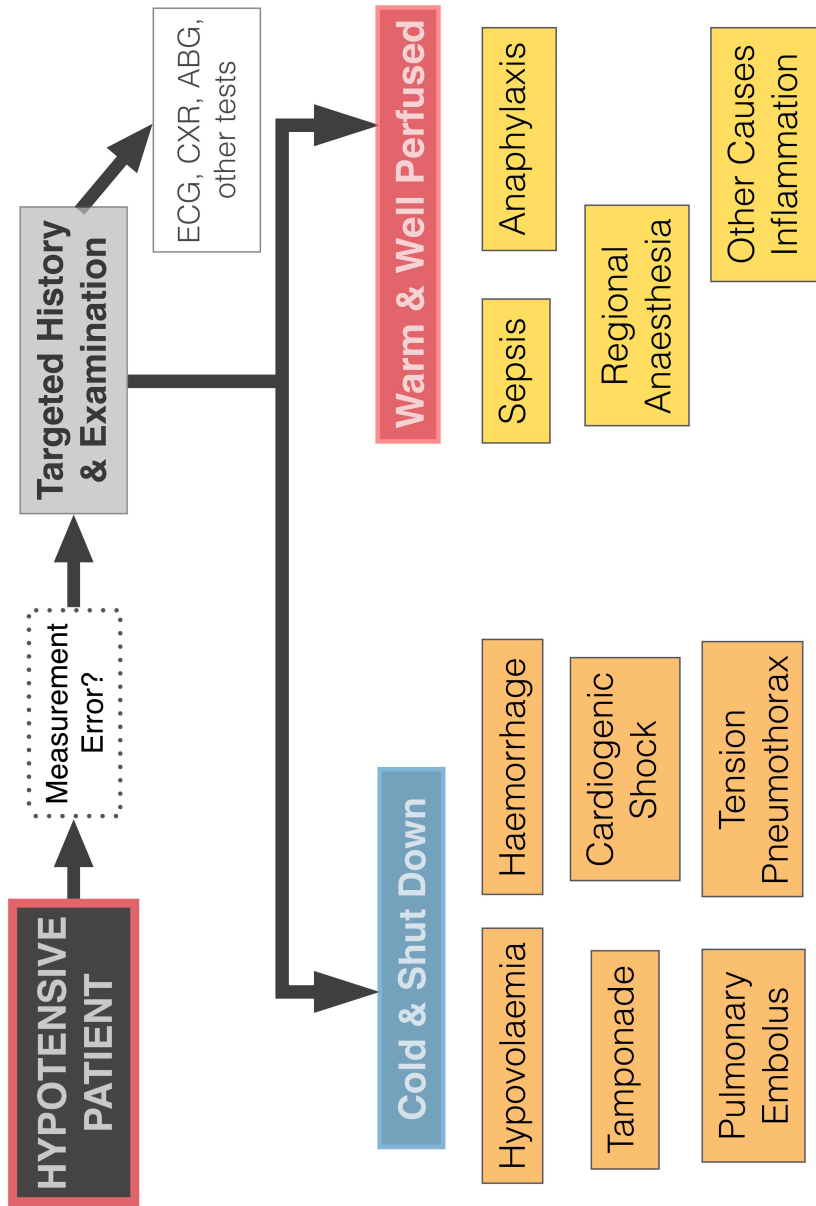 HYPOTENSIVE
PATIENT
Measurement
Error?
Targeted History
& Examination
ECG, CXR, ABG,
other tests
Cold & Shut Down
Hypovolaemia
Haemorrhage
Tamponade
Cardiogenic
Shock
Pulmonary
Embolus
Tension
Pneumothorax
Warm & Well Perfused
Sepsis
Anaphylaxis
Regional
Anaesthesia
Other Causes
Inflammation